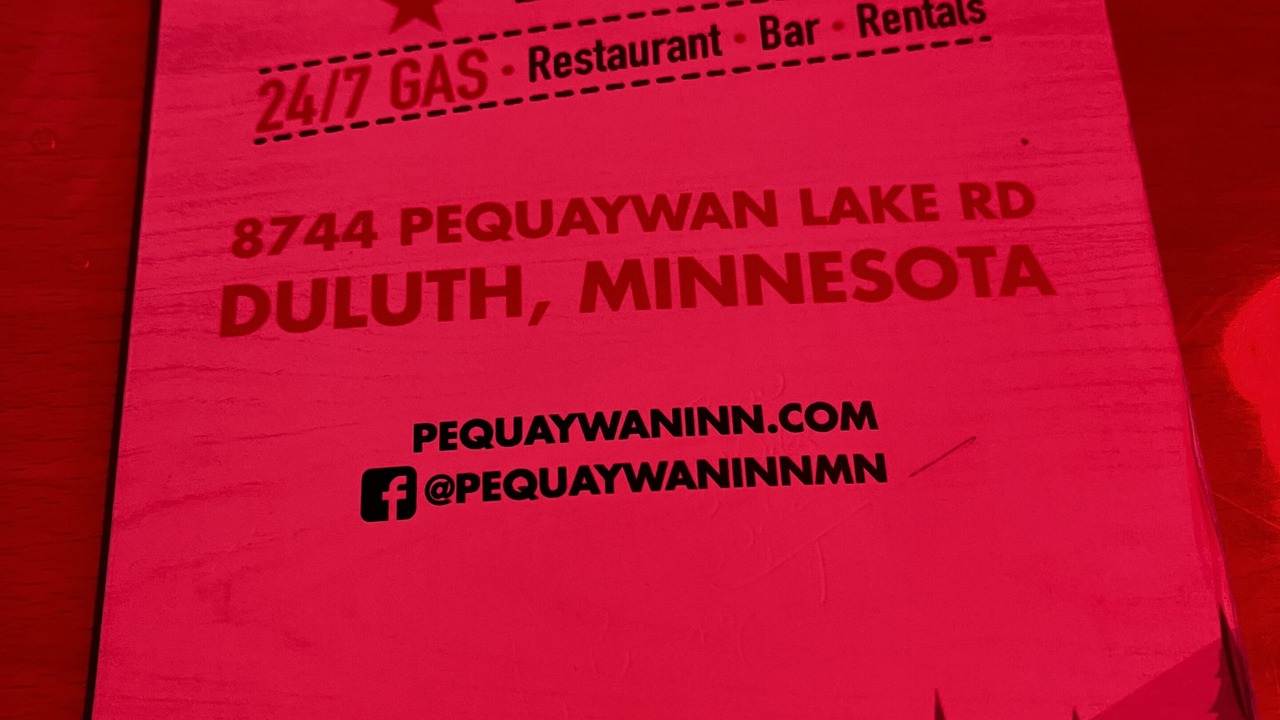 24/7 GAS • Restaurant • Bar • Rentals
8744 PEQUAYWAN LAKE RD
DULUTH, MINNESOTA
PEQUAYWANINN.COM
@PEQUAYWANINNMN